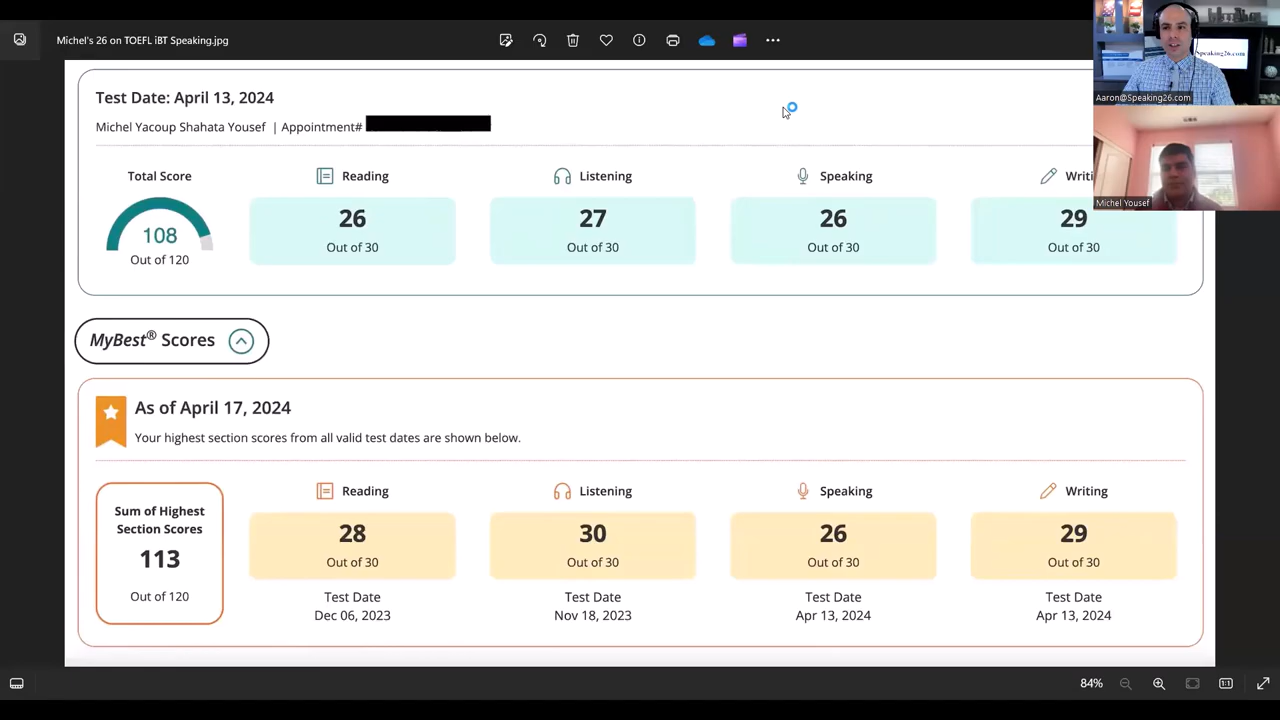 Michel's 26 on TOEFL iBT Speaking.jpg
Speaking26.com
Aaron@Speaking26.com
Test Date: April 13, 2024
Michel Yacoup Shahata Yousef | Appointment#
Total Score Reading Listening Speaking Writi
108 26 27 26 29
Out of 120 Out of 30 Out of 30 Out of 30 Out of 30
Michel Yousef
MyBest® Scores
As of April 17, 2024
Your highest section scores from all valid test dates are shown below.
Reading Listening Speaking Writing
Sum of Highest
Section Scores
113 28 30 26 29
Out of 120 Out of 30 Out of 30 Out of 30 Out of 30
Test Date Test Date Test Date Test Date
Dec 06, 2023 Nov 18, 2023 Apr 13, 2024 Apr 13, 2024
84% 1:1